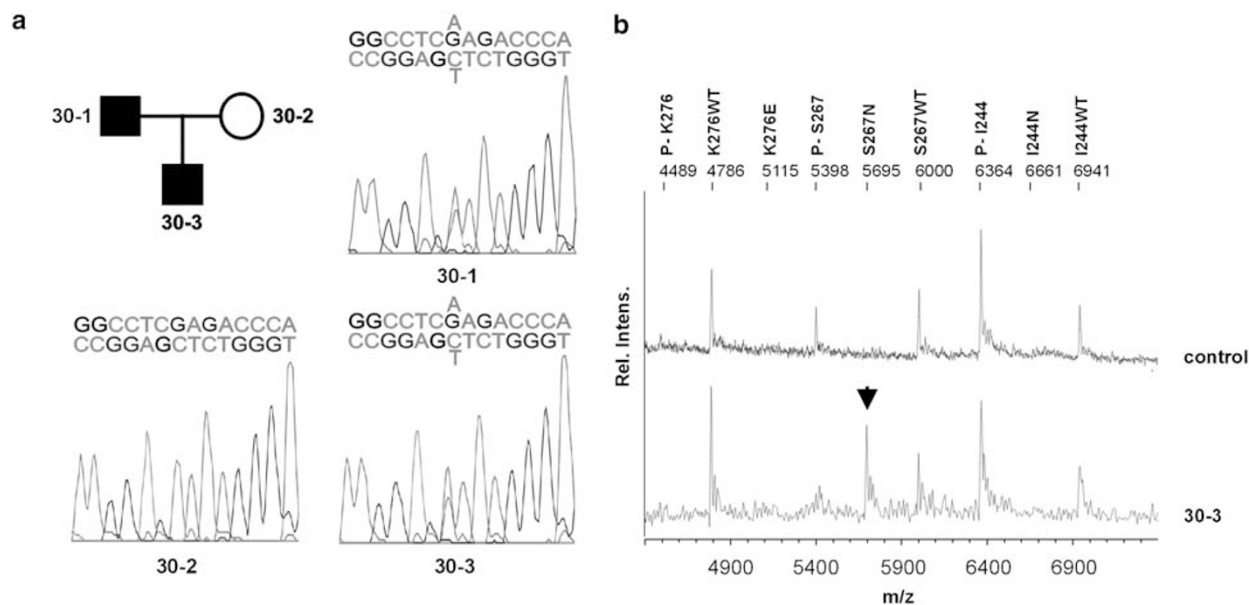 a
30-1
30-2
30-3
A
GGCCTCGAGACCCA
CCGGAGCTCTGGGT
T
30-1
GGCCTCGAGACCCA
CCGGAGCTCTGGGT
30-2
A
GGCCTCGAGACCCA
CCGGAGCTCTGGGT
T
30-3
b
P- K276
K276WT
K276E
P- S267
S267N
S267WT
P- I244
I244N
I244WT
4489 4786 5115 5398 5695 6000 6364 6661 6941
Rel. Intens.
control
30-3
4900 5400 5900 6400 6900
m/z